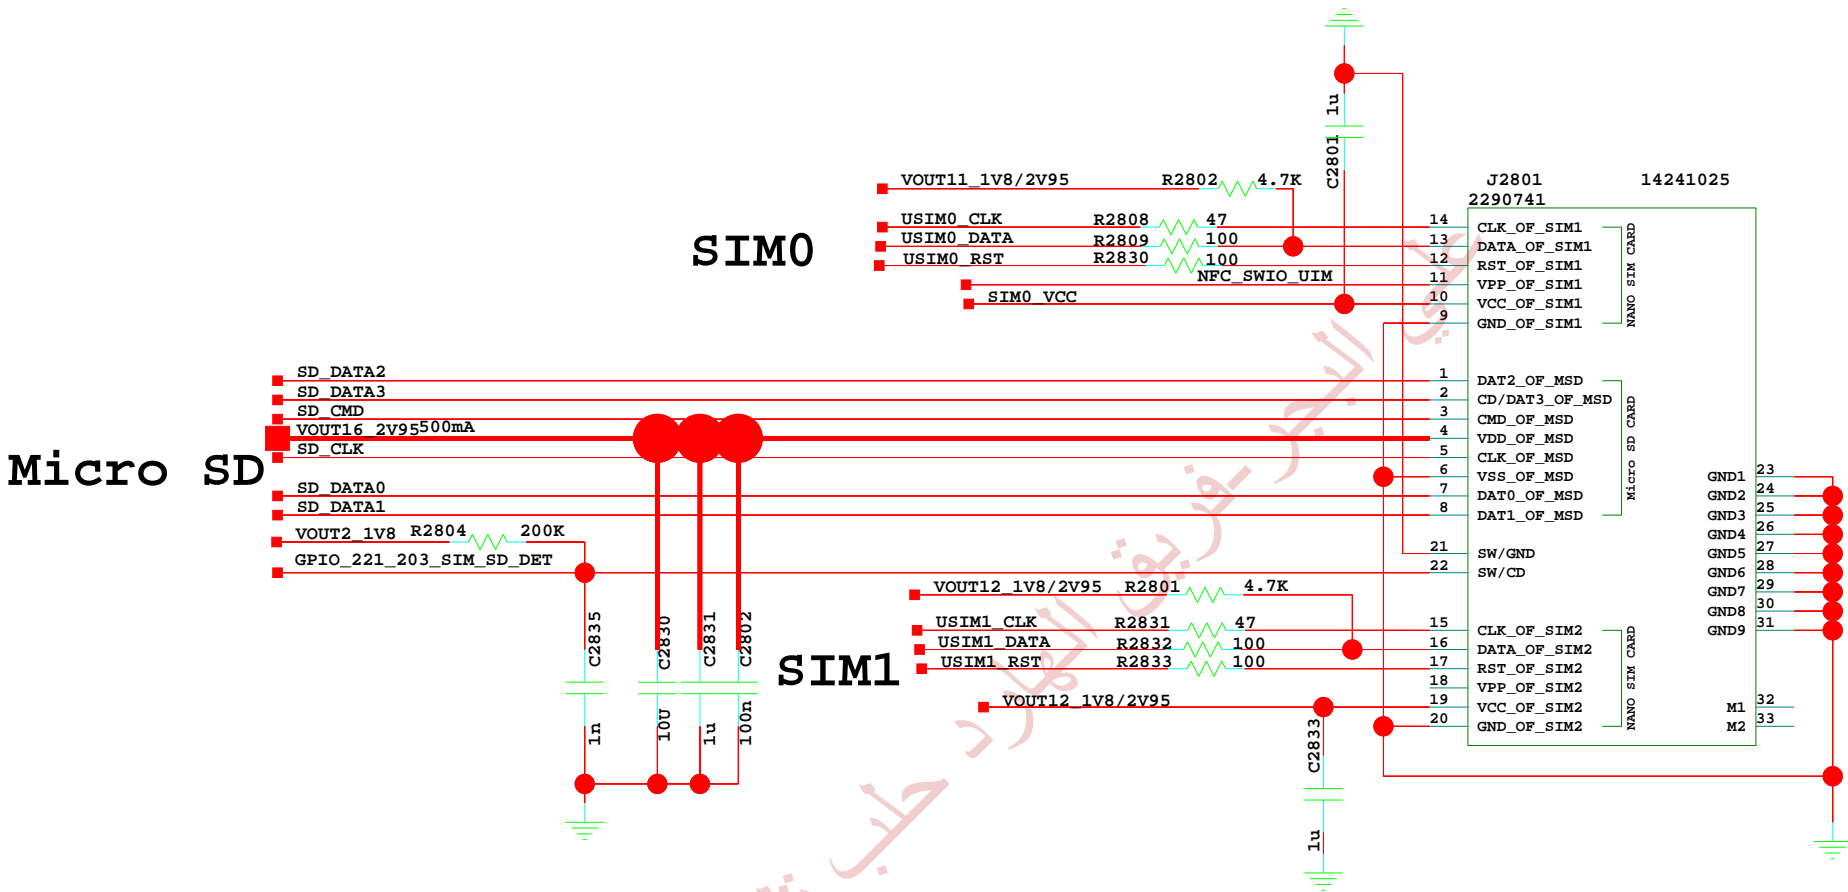 1u
C2801
VOUT11_1V8/2V95 R2802 4.7K
J2801 14241025
2290741
SIM0
USIM0_CLK R2808 47 14 CLK_OF_SIM1
USIM0_DATA R2809 100 13 DATA_OF_SIM1
USIM0_RST R2830 100 12 RST_OF_SIM1
NFC_SWIO_UIM 11 VPP_OF_SIM1
SIM0_VCC 10 VCC_OF_SIM1
9 GND_OF_SIM1
NANO SIM CARD
SD_DATA2 1 DAT2_OF_MSD
SD_DATA3 2 CD/DAT3_OF_MSD
SD_CMD 3 CMD_OF_MSD
VOUT16_2V95 500mA 4 VDD_OF_MSD
SD_CLK 5 CLK_OF_MSD
Micro SD
6 VSS_OF_MSD
SD_DATA0 7 DAT0_OF_MSD
SD_DATA1 8 DAT1_OF_MSD
Micro SD CARD
VOUT2_1V8 R2804 200K
21 SW/GND
GPIO_221_203_SIM_SD_DET 22 SW/CD
GND1 23
GND2 24
GND3 25
GND4 26
GND5 27
GND6 28
GND7 29
GND8 30
GND9 31
VOUT12_1V8/2V95 R2801 4.7K
USIM1_CLK R2831 47 15 CLK_OF_SIM2
USIM1_DATA R2832 100 16 DATA_OF_SIM2
USIM1_RST R2833 100 17 RST_OF_SIM2
SIM1
18 VPP_OF_SIM2
VOUT12_1V8/2V95 19 VCC_OF_SIM2
20 GND_OF_SIM2
NANO SIM CARD
M1 32
M2 33
C2835 C2830 C2831 C2802
1n 10U 1u 100n
C2833
1u
علي البحر-فريق الهارد حلب